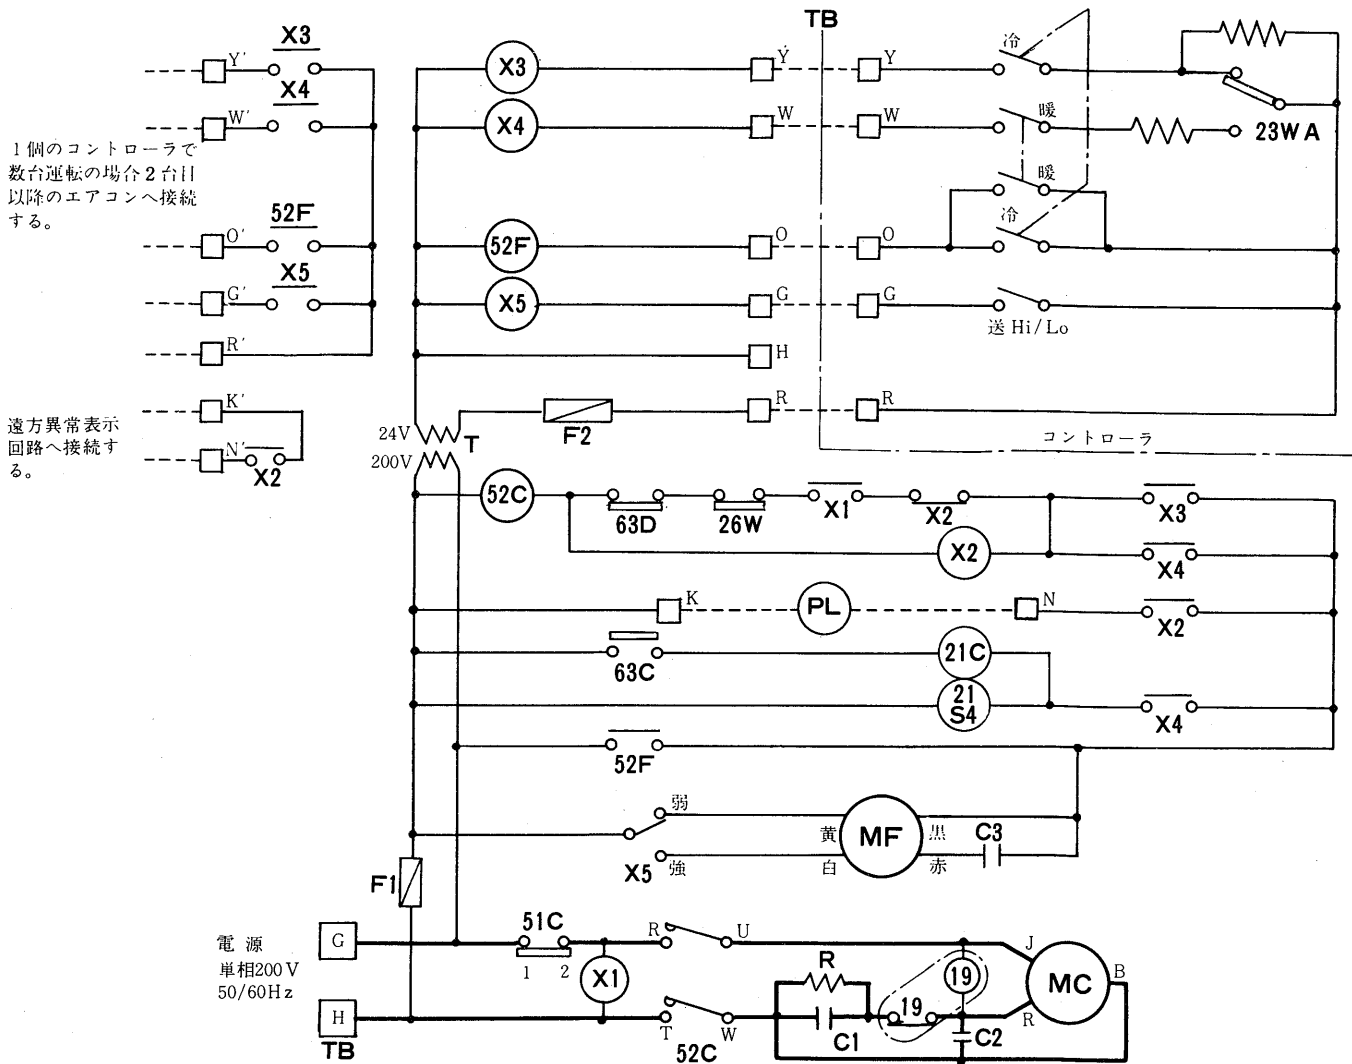 TB
X3
Y'
X3
Y
Y
冷
X4
W'
X4
W
W
暖
23WA
1個のコントローラで
数台運転の場合2台目
以降のエアコンへ接続
する。
暖
52F
O'
52F
O
O
冷
X5
G'
X5
G
G
送 Hi/Lo
R'
H
K'
R
R
遠方異常表示
回路へ接続す
る。
N'
X2
24V
T
F2
コントローラ
200V
52C
63D
26W
X1
X2
X3
X2
X4
K
PL
N
X2
63C
21C
21
S4
X4
52F
弱
黄
MF
黒
C3
X5
強
白
赤
F1
電源
単相200V
50/60Hz
G
51C
1 2
R
U
J
X1
R
19
19
MC
B
R
H
TB
T
W
52C
C1
C2